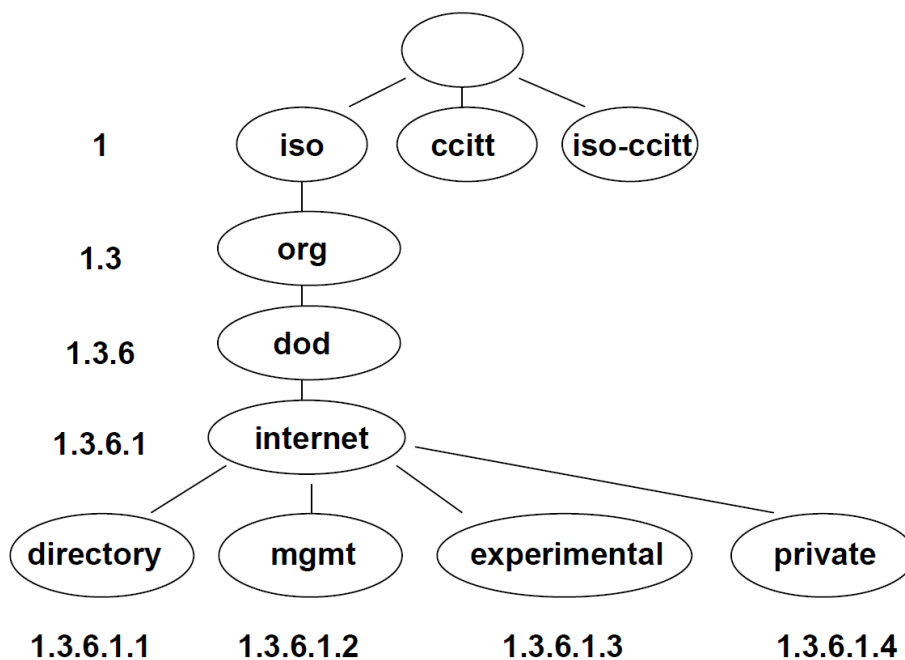 1 iso ccitt iso-ccitt
1.3 org
1.3.6 dod
1.3.6.1 internet
directory mgmt experimental private
1.3.6.1.1 1.3.6.1.2 1.3.6.1.3 1.3.6.1.4